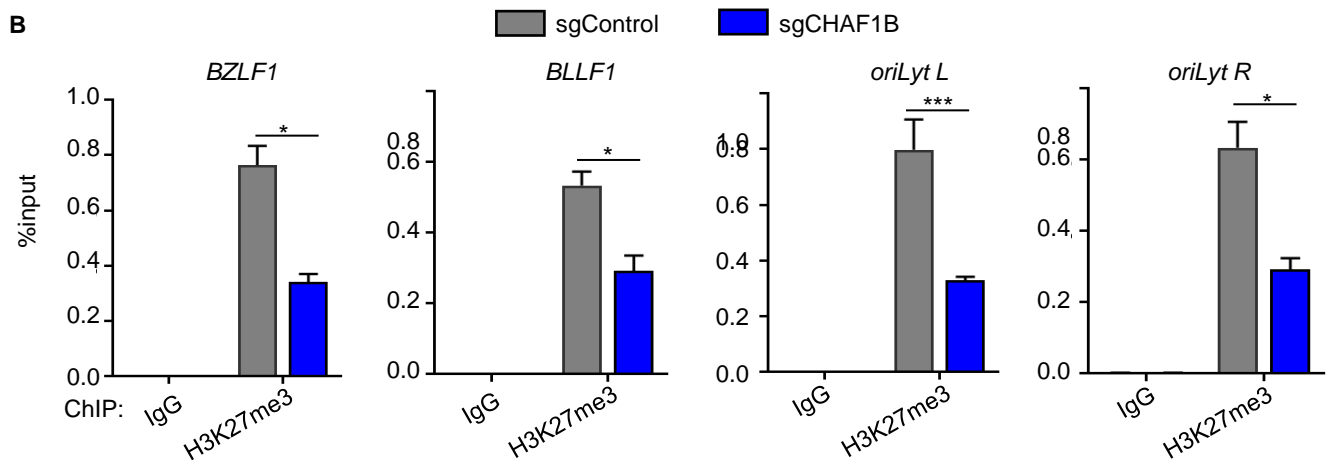 B
sgControl
sgCHAF1B
BZLF1
BLLF1
oriLyt L
oriLyt R
%input
1.0
0.8
0.6
0.4
0.2
0.0
*
0.8
0.6
0.4
0.2
0.0
*
1.0
0.8
0.6
0.4
0.2
0.0
***
0.8
0.6
0.4
0.2
0.0
*
ChIP:
IgG
H3K27me3
IgG
H3K27me3
IgG
H3K27me3
IgG
H3K27me3